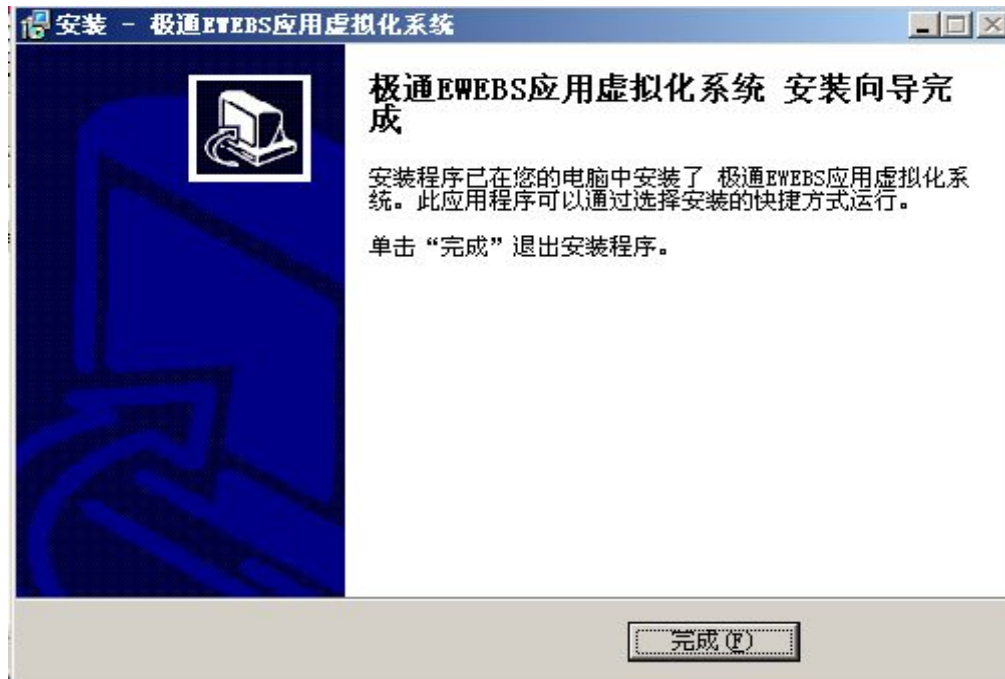 安装 - 极通EWEBS应用虚拟化系统
极通EWEBS应用虚拟化系统 安装向导完
成
安装程序已在您的电脑中安装了 极通EWEBS应用虚拟化系
统。此应用程序可以通过选择安装的快捷方式运行。
单击“完成”退出安装程序。
完成(F)